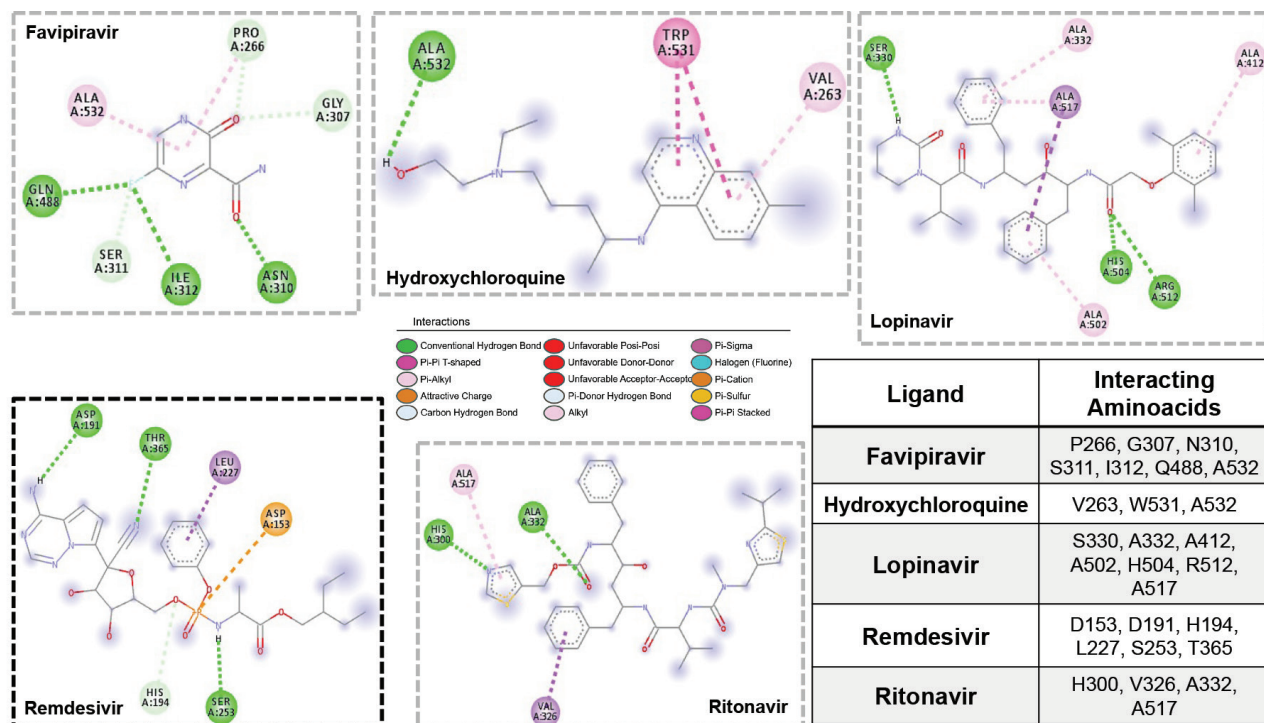 Favipiravir
PRO
A:266
ALA
A:532
GLY
A:307
GLN
A:488
SER
A:311
ILE
A:312
ASN
A:310
ALA
A:532
TRP
A:531
VAL
A:263
N
N
H
O
N
N
Hydroxychloroquine
SER
A:330
ALA
A:332
ALA
A:412
ALA
A:517
HIS
A:504
ARG
A:512
ALA
A:502
Lopinavir
Interactions
Conventional Hydrogen Bond
Pi-Pi T-shaped
Pi-Alkyl
Attractive Charge
Carbon Hydrogen Bond
Unfavorable Posi-Posi
Unfavorable Donor-Donor
Unfavorable Acceptor-Accepto
Pi-Donor Hydrogen Bond
Alkyl
Pi-Sigma
Halogen (Fluorine)
Pi-Cation
Pi-Sulfur
Pi-Pi Stacked
ASP
A:191
THR
A:365
LEU
A:227
ASP
A:153
HIS
A:194
SER
A:253
Remdesivir
ALA
A:517
HIS
A:300
ALA
A:332
VAL
A:326
Ritonavir
Ligand Interacting
Aminoacids
Favipiravir P266, G307, N310,
S311, I312, Q488, A532
Hydroxychloroquine V263, W531, A532
Lopinavir S330, A332, A412,
A502, H504, R512,
A517
Remdesivir D153, D191, H194,
L227, S253, T365
Ritonavir H300, V326, A332,
A517